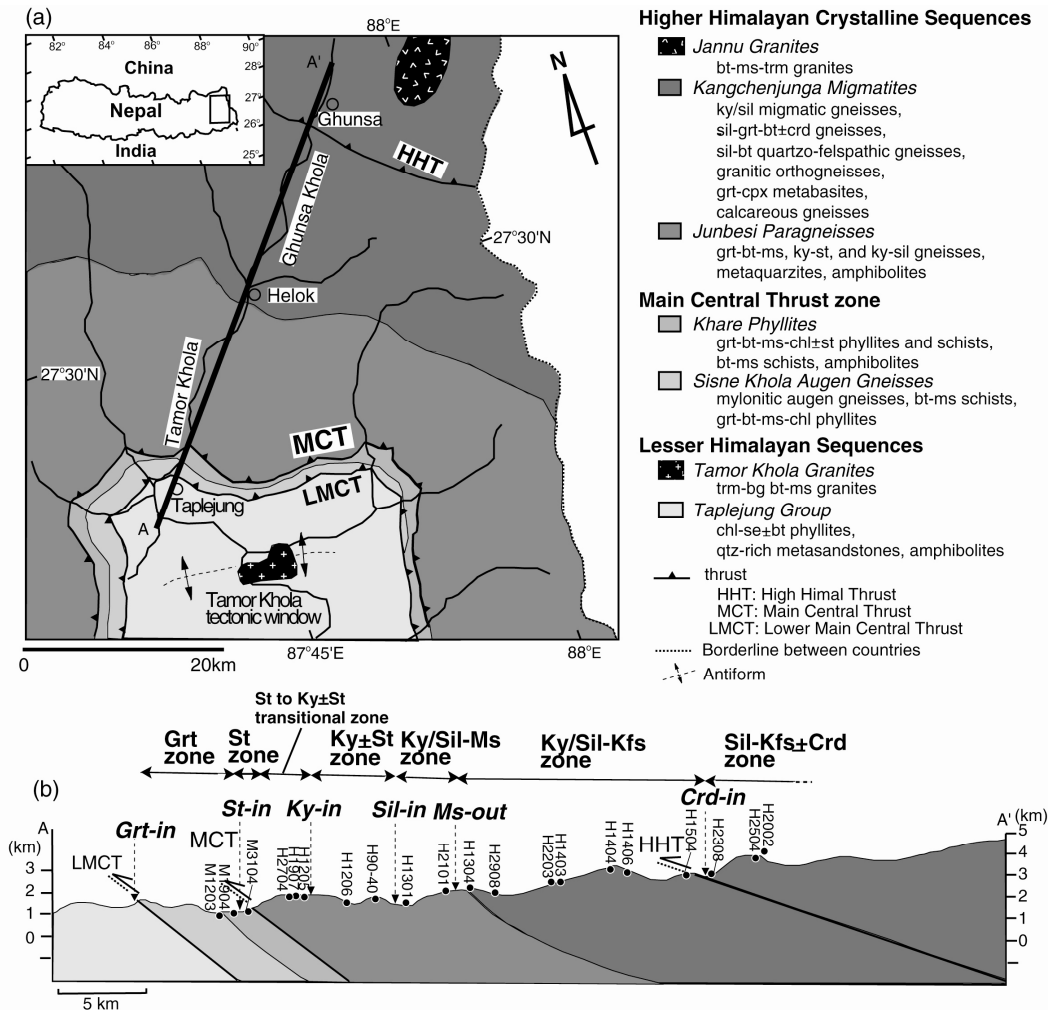 (a)
82° 84° 86° 88° 90°
China
Nepal
India
28°
27°
26°
25°
88°E
A'
Ghunsa
HHT
N
Ghunsa Khola
27°30'N
Helok
27°30'N
Tamor Khola
MCT
LMCT
Taplejung
A
Tamor Khola
tectonic window
0 20km
87°45'E
88°E
Higher Himalayan Crystalline Sequences
Jannu Granites
bt-ms-trm granites
Kangchenjunga Migmatites
ky/sil migmatic gneisses,
sil-grt-bt±crd gneisses,
sil-bt quartzo-felspathic gneisses,
granitic orthogneisses,
grt-cpx metabasites,
calcareous gneisses
Junbesi Paragneisses
grt-bt-ms, ky-st, and ky-sil gneisses,
metaquarzites, amphibolites
Main Central Thrust zone
Khare Phyllites
grt-bt-ms-chl±st phyllites and schists,
bt-ms schists, amphibolites
Sisne Khola Augen Gneisses
mylonitic augen gneisses, bt-ms schists,
grt-bt-ms-chl phyllites
Lesser Himalayan Sequences
Tamor Khola Granites
trm-bg bt-ms granites
Taplejung Group
chl-se±bt phyllites,
qtz-rich metasandstones, amphibolites
thrust
HHT: High Himal Thrust
MCT: Main Central Thrust
LMCT: Lower Main Central Thrust
Borderline between countries
Antiform
St to Ky±St
transitional zone
Grt
zone
St
zone
Ky±St
zone
Ky/Sil-Ms
zone
Ky/Sil-Kfs
zone
Sil-Kfs±Crd
zone
(b)
Grt-in
St-in
Ky-in
Sil-in
Ms-out
Crd-in
A
(km)
3
2
1
0
LMCT
MCT
HHT
M1203
M1904
M3104
H2704
H1907
H1205
H1206
H90-40
H1301
H2101
H1304
H2908
H2203
H1403
H1404
H1406
H1504
H2308
H2504
H2002
A'
(km)
5
4
3
2
1
0
5 km